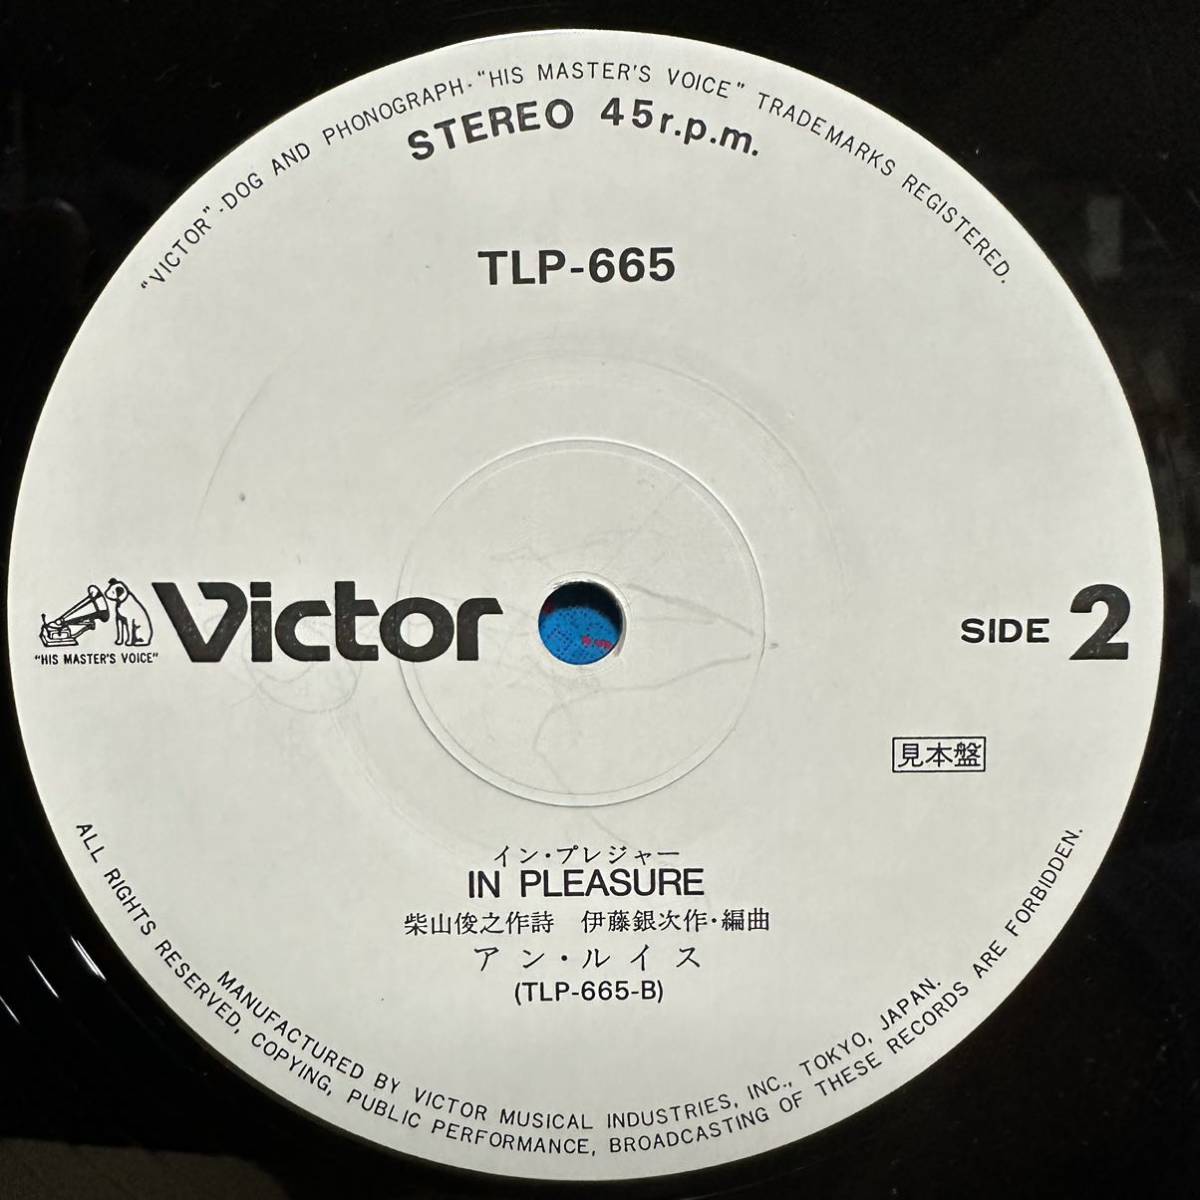 "VICTOR"-DOG AND PHONOGRAPH-"HIS MASTER'S VOICE" TRADEMARKS REGISTERED.
STEREO 45r.p.m.
TLP-665
Victor
"HIS MASTER'S VOICE"
SIDE 2
見本盤
イン・プレジャー
IN PLEASURE
柴山俊之作詩 伊藤銀次作・編曲
アン・ルイス
(TLP-665-B)
MANUFACTURED BY VICTOR MUSICAL INDUSTRIES, INC., TOKYO, JAPAN.
ALL RIGHTS RESERVED, COPYING, PUBLIC PERFORMANCE, BROADCASTING OF THESE RECORDS ARE FORBIDDEN.